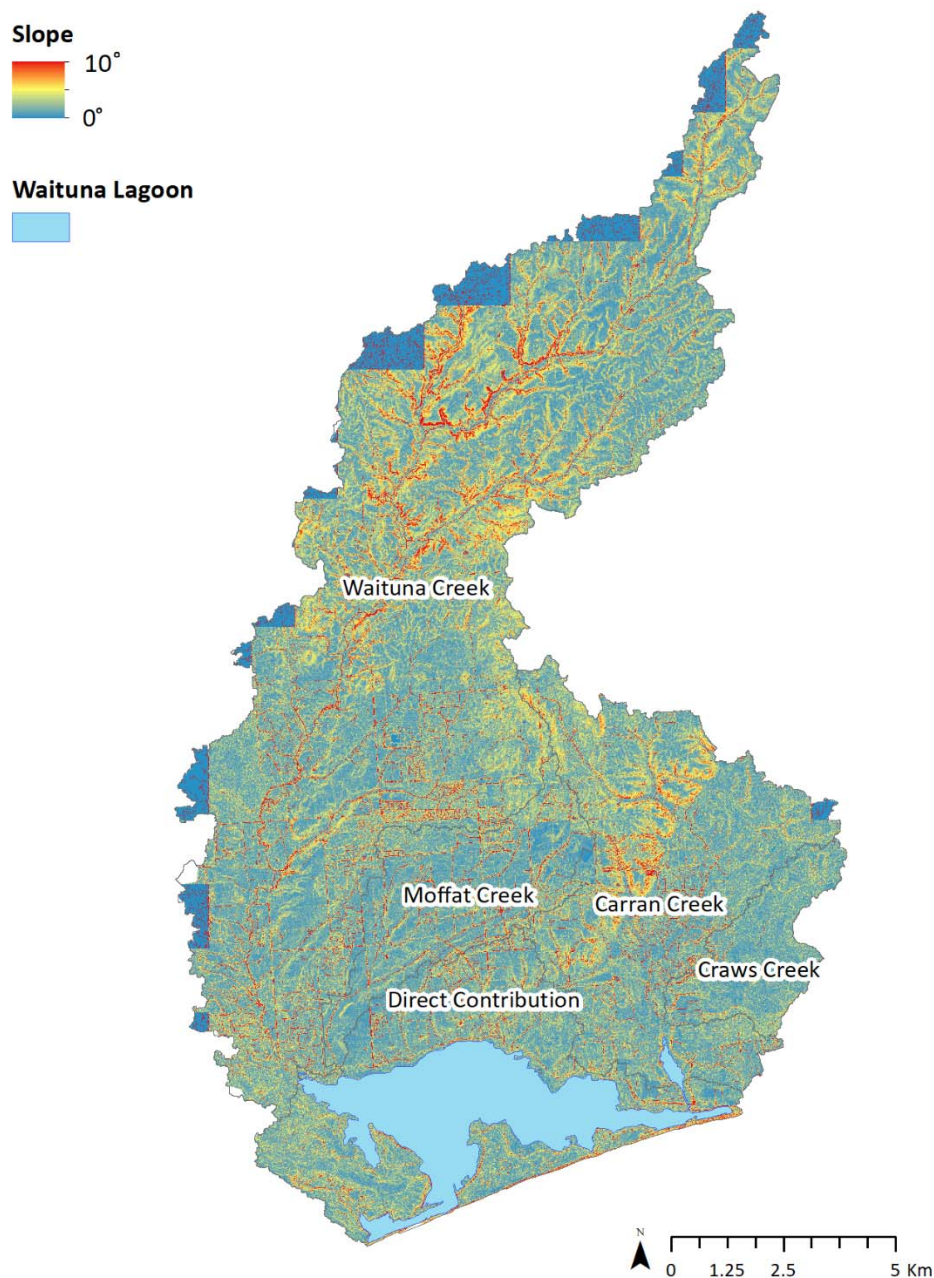 Slope
10°
0°
Waituna Lagoon
Waituna Creek
Moffat Creek
Carran Creek
Craws Creek
Direct Contribution
N
0 1.25 2.5 5 Km